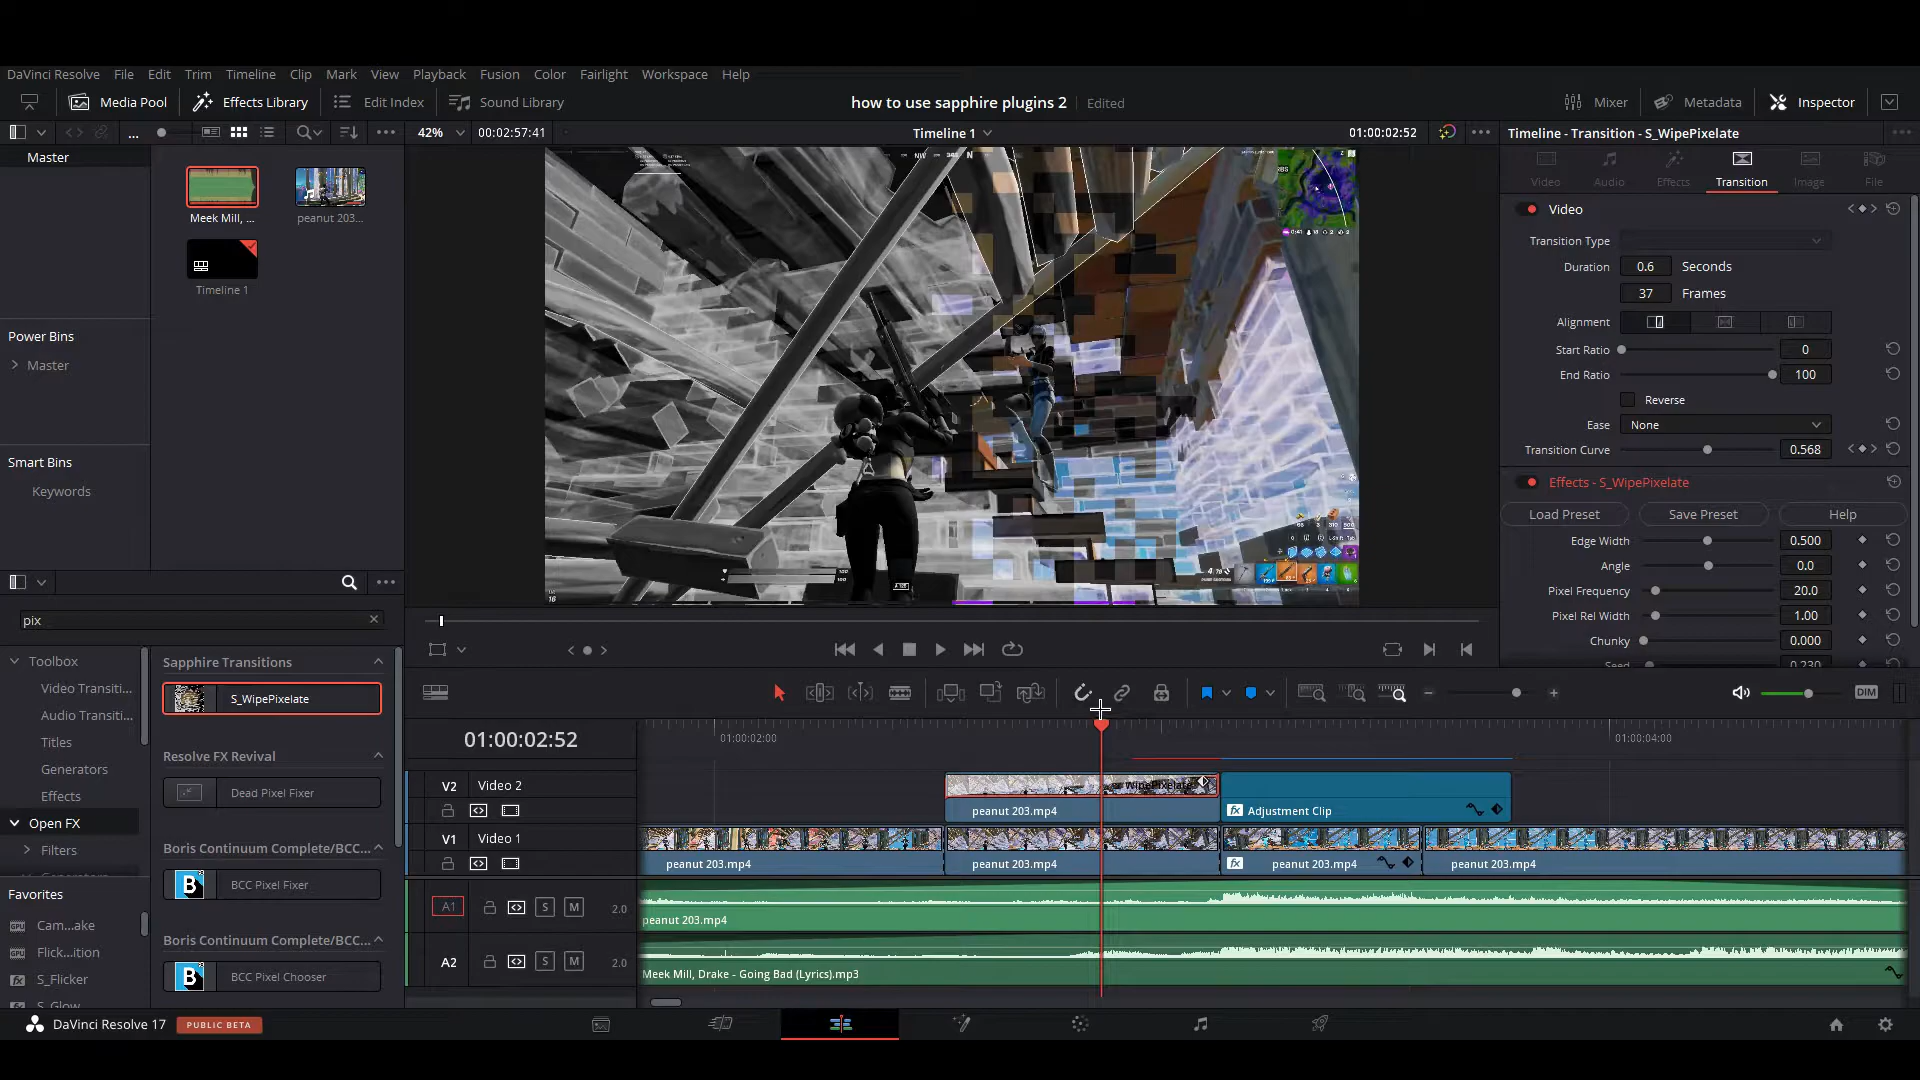 DaVinci Resolve File Edit Trim Timeline Clip Mark View Playback Fusion Color Fairlight Workspace Help
Media Pool Effects Library Edit Index Sound Library how to use sapphire plugins 2 Edited Mixer Metadata Inspector
... 42% 00:02:57:41 Timeline 1 01:00:02:52 ... Timeline - Transition - S_WipePixelate
Master
Meek Mill, ...
peanut 203...
Timeline 1
Power Bins
Master
Smart Bins
Keywords
Video Audio Effects Transition Image File
Video
Transition Type
Duration 0.6 Seconds
37 Frames
Alignment
Start Ratio 0
End Ratio 100
Reverse
Ease None
Transition Curve 0.568
Effects - S_WipePixelate
Load Preset Save Preset Help
Edge Width 0.500
Angle 0.0
Pixel Frequency 20.0
Pixel Rel Width 1.00
Chunky 0.000
Seed 0.230
NW N
pix
Toolbox
Video Transiti...
Audio Transiti...
Titles
Generators
Effects
Open FX
Filters
Favorites
Cam...ake
Flick...ition
S_Flicker
S_Glow
Sapphire Transitions
S_WipePixelate
Resolve FX Revival
Dead Pixel Fixer
Boris Continuum Complete/BCC...
B BCC Pixel Fixer
Boris Continuum Complete/BCC...
B BCC Pixel Chooser
DIM
01:00:02:52
01:00:02:00 01:00:04:00
V2 Video 2
S_WipePixelate
peanut 203.mp4 fx Adjustment Clip
V1 Video 1
peanut 203.mp4 peanut 203.mp4 fx peanut 203.mp4 peanut 203.mp4
A1 S M 2.0
peanut 203.mp4
A2 S M 2.0
Meek Mill, Drake - Going Bad (Lyrics).mp3
DaVinci Resolve 17 PUBLIC BETA